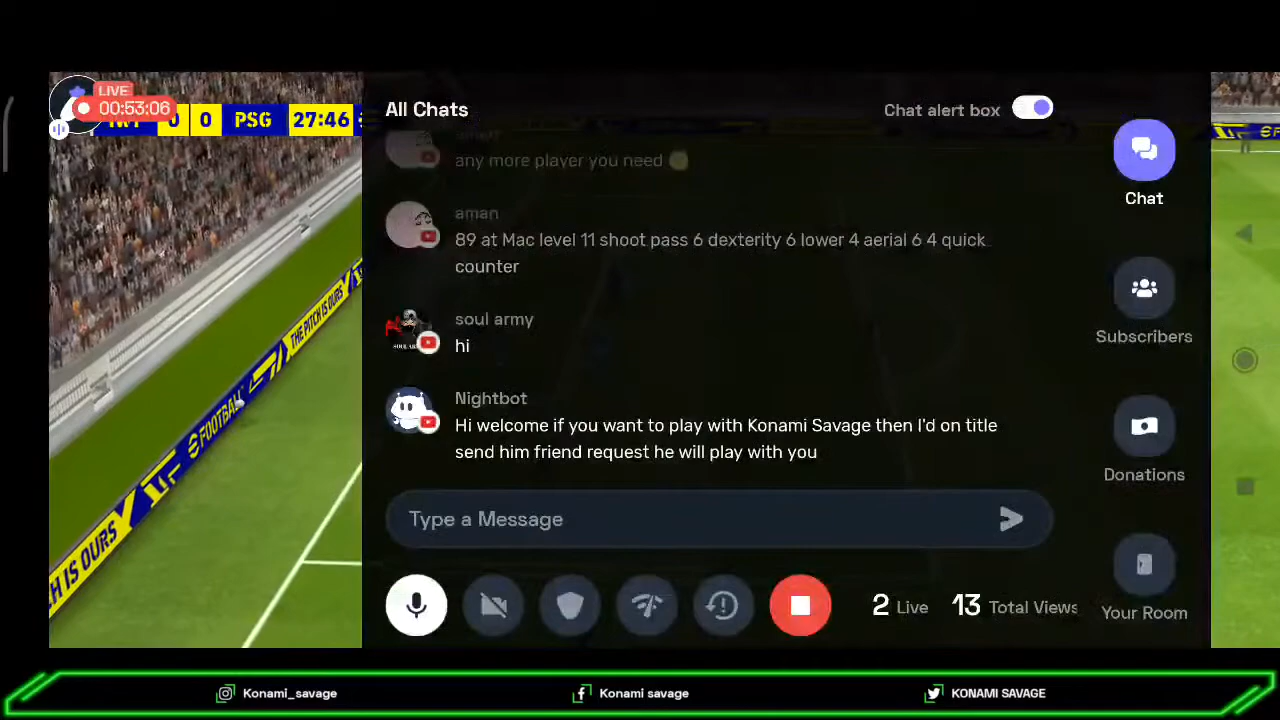 LIVE
00:53:06
0 0 PSG 27:46
All Chats
Chat alert box
aman
any more player you need
Chat
aman
89 at Mac level 11 shoot pass 6 dexterity 6 lower 4 aerial 6 4 quick
counter
Subscribers
soul army
hi
THE PITCH IS OURS
EFOOTBALL
Nightbot
Hi welcome if you want to play with Konami Savage then I'd on title
send him friend request he will play with you
Donations
Type a Message
CH IS OURS
2 Live 13 Total Views
Your Room
Konami_savage
Konami savage
KONAMI SAVAGE